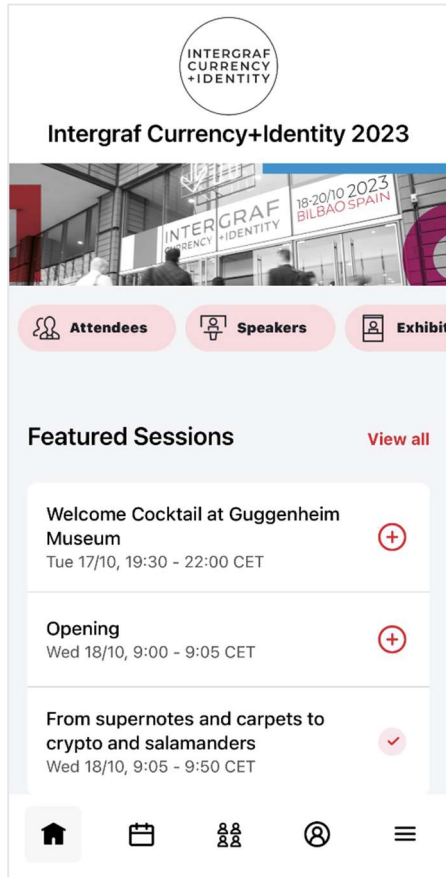 INTERGRAF
CURRENCY
+IDENTITY
Intergraf Currency+Identity 2023
INTERGRAF
CURRENCY +IDENTITY
18-20/10 2023
BILBAO SPAIN
Attendees
Speakers
Exhibit
Featured Sessions
View all
Welcome Cocktail at Guggenheim
Museum
Tue 17/10, 19:30 - 22:00 CET
Opening
Wed 18/10, 9:00 - 9:05 CET
From supernotes and carpets to
crypto and salamanders
Wed 18/10, 9:05 - 9:50 CET